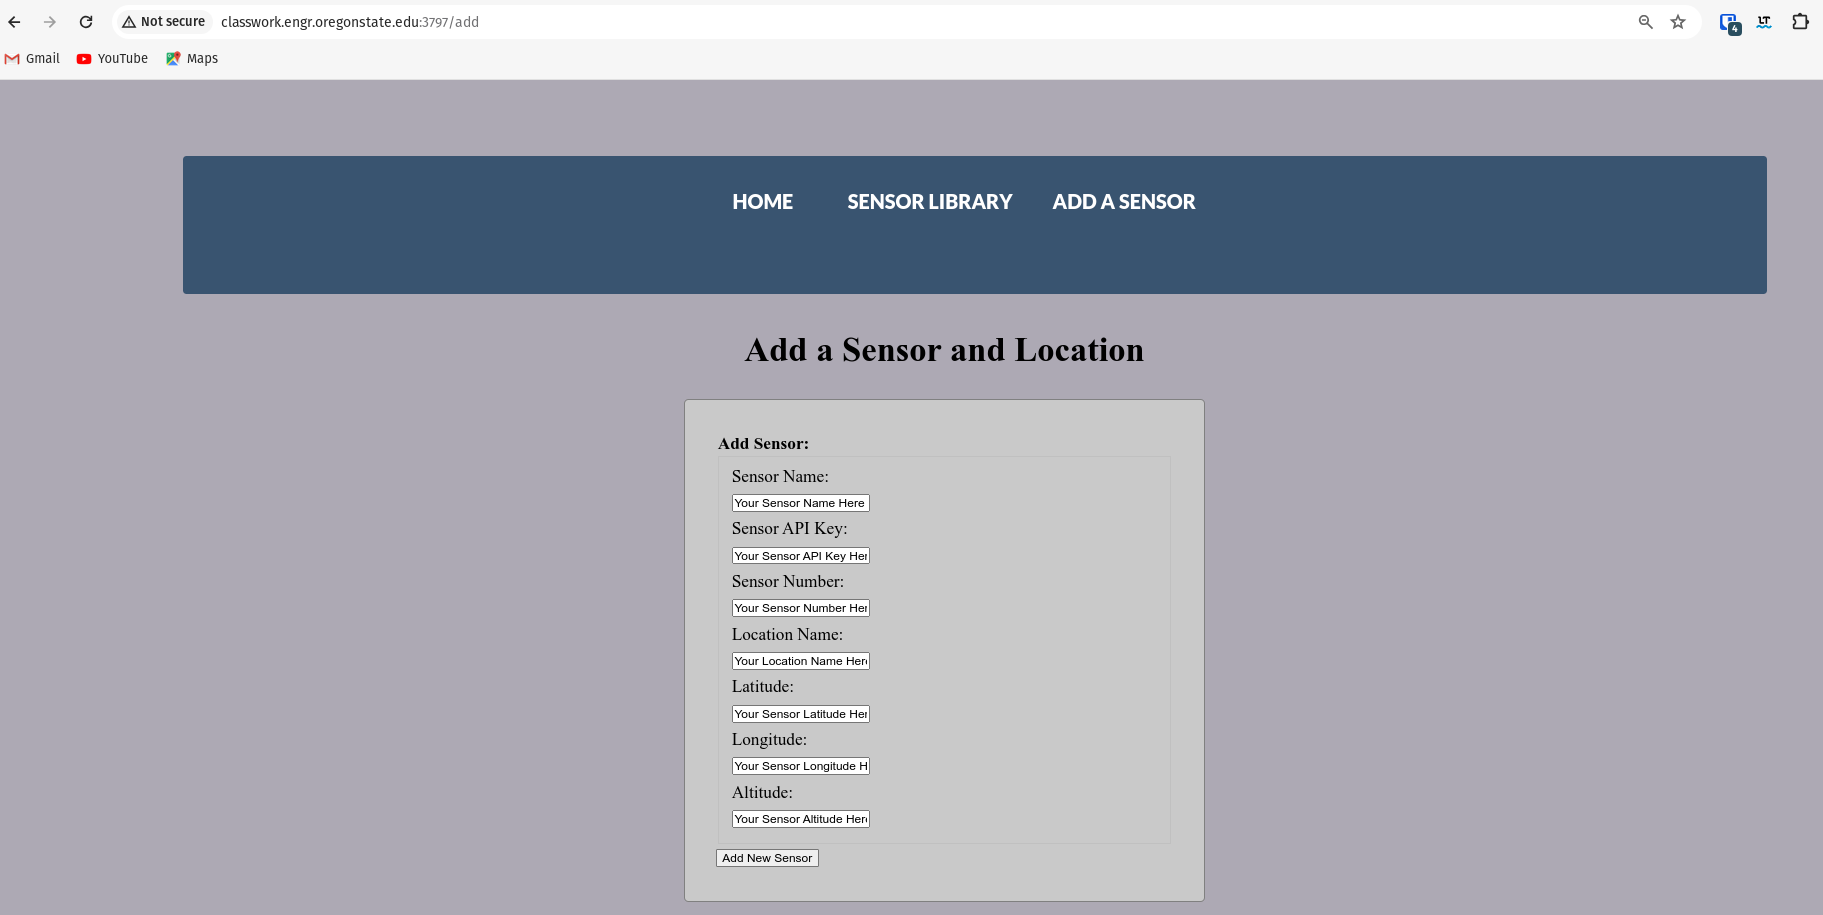 Not secure classwork.engr.oregonstate.edu:3797/add
4 LT
Gmail YouTube Maps
HOME SENSOR LIBRARY ADD A SENSOR
Add a Sensor and Location
Add Sensor:
Sensor Name:
Your Sensor Name Here
Sensor API Key:
Your Sensor API Key Her
Sensor Number:
Your Sensor Number Her
Location Name:
Your Location Name Her
Latitude:
Your Sensor Latitude Her
Longitude:
Your Sensor Longitude H
Altitude:
Your Sensor Altitude Her
Add New Sensor